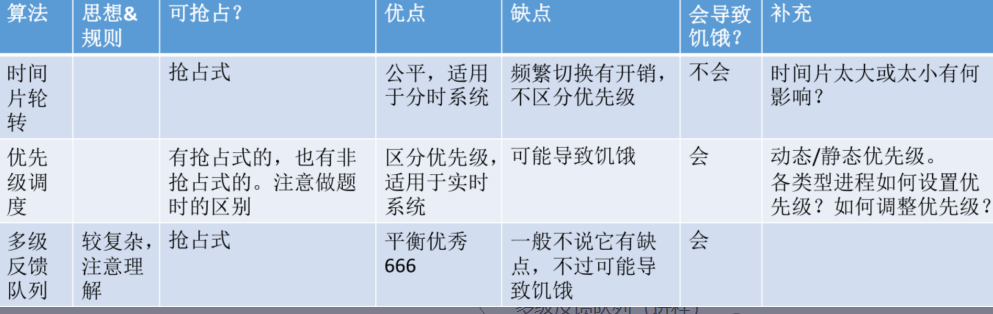 算法
思想&
规则
可抢占？
优点
缺点
会导致
饥饿？
补充
时间
片轮
转
抢占式
公平，适用
于分时系统
频繁切换有开销，
不区分优先级
不会
时间片太大或太小有何
影响？
优先
级调
度
有抢占式的，也有非
抢占式的。注意做题
时的区别
区分优先级，
适用于实时
系统
可能导致饥饿
会
动态/静态优先级。
各类型进程如何设置优
先级？如何调整优先级？
多级
反馈
队列
较复杂，
注意理
解
抢占式
平衡优秀
666
一般不说它有缺
点，不过可能导
致饥饿
会